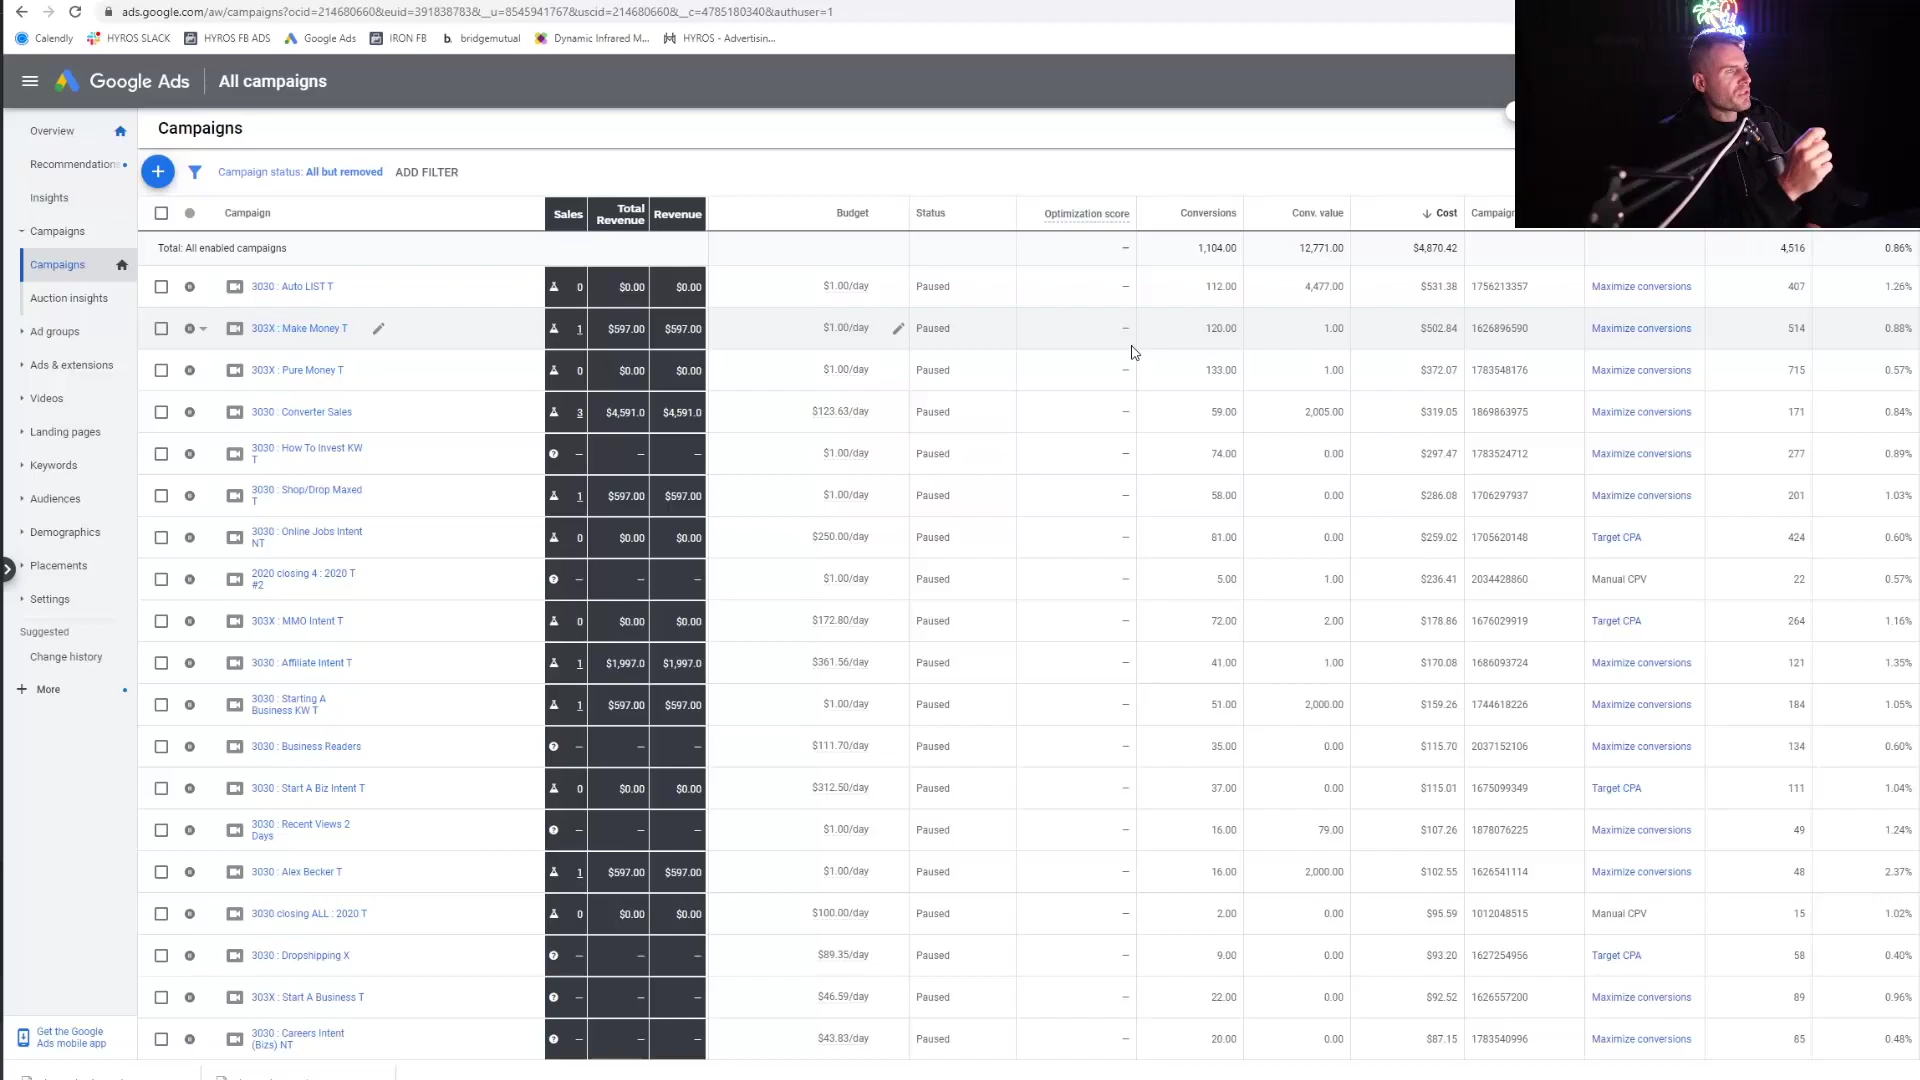 ads.google.com/aw/campaigns?ocid=214680660&euid=391838783&__u=8545941767&uscid=214680660&__c=4785180340&authuser=1
Calendly HYROS SLACK HYROS FB ADS Google Ads IRON FB b. bridgemutual Dynamic Infrared M... HYROS - Advertisin...
Google Ads All campaigns
Overview
Recommendations
Insights
Campaigns
Campaigns
Auction insights
Ad groups
Ads & extensions
Videos
Landing pages
Keywords
Audiences
Demographics
Placements
Settings
Suggested
Change history
More
Get the Google
Ads mobile app
Campaigns
Campaign status: All but removed ADD FILTER
Campaign Sales Total Revenue Revenue Budget Status Optimization score Conversions Conv. value Cost Campaign
Total: All enabled campaigns – 1,104.00 12,771.00 $4,870.42 4,516 0.86%
3030 : Auto LIST T 0 $0.00 $0.00 $1.00/day Paused – 112.00 4,477.00 $531.38 1756213357 Maximize conversions 407 1.26%
303X : Make Money T 1 $597.00 $597.00 $1.00/day Paused – 120.00 1.00 $502.84 1626896590 Maximize conversions 514 0.88%
303X : Pure Money T 0 $0.00 $0.00 $1.00/day Paused – 133.00 1.00 $372.07 1783548176 Maximize conversions 715 0.57%
3030 : Converter Sales 3 $4,591.0 $4,591.0 $123.63/day Paused – 59.00 2,005.00 $319.05 1869863975 Maximize conversions 171 0.84%
3030 : How To Invest KW T – – – $1.00/day Paused – 74.00 0.00 $297.47 1783524712 Maximize conversions 277 0.89%
3030 : Shop/Drop Maxed T 1 $597.00 $597.00 $1.00/day Paused – 58.00 0.00 $286.08 1706297937 Maximize conversions 201 1.03%
3030 : Online Jobs Intent NT 0 $0.00 $0.00 $250.00/day Paused – 81.00 0.00 $259.02 1705620148 Target CPA 424 0.60%
2020 closing 4 : 2020 T #2 – – – $1.00/day Paused – 5.00 1.00 $236.41 2034428860 Manual CPV 22 0.57%
303X : MMO Intent T 0 $0.00 $0.00 $172.80/day Paused – 72.00 2.00 $178.86 1676029919 Target CPA 264 1.16%
3030 : Affiliate Intent T 1 $1,997.0 $1,997.0 $361.56/day Paused – 41.00 1.00 $170.08 1686093724 Maximize conversions 121 1.35%
3030 : Starting A Business KW T 1 $597.00 $597.00 $1.00/day Paused – 51.00 2,000.00 $159.26 1744618226 Maximize conversions 184 1.05%
3030 : Business Readers – – – $111.70/day Paused – 35.00 0.00 $115.70 2037152106 Maximize conversions 134 0.60%
3030 : Start A Biz Intent T 0 $0.00 $0.00 $312.50/day Paused – 37.00 0.00 $115.01 1675099349 Target CPA 111 1.04%
3030 : Recent Views 2 Days – – – $1.00/day Paused – 16.00 79.00 $107.26 1878076225 Maximize conversions 49 1.24%
3030 : Alex Becker T 1 $597.00 $597.00 $1.00/day Paused – 16.00 2,000.00 $102.55 1626541114 Maximize conversions 48 2.37%
3030 closing ALL : 2020 T 0 $0.00 $0.00 $100.00/day Paused – 2.00 0.00 $95.59 1012048515 Manual CPV 15 1.02%
3030 : Dropshipping X – – – $89.35/day Paused – 9.00 0.00 $93.20 1627254956 Target CPA 58 0.40%
303X : Start A Business T – – – $46.59/day Paused – 22.00 0.00 $92.52 1626557200 Maximize conversions 89 0.96%
3030 : Careers Intent (Bizs) NT – – – $43.83/day Paused – 20.00 0.00 $87.15 1783540996 Maximize conversions 85 0.48%